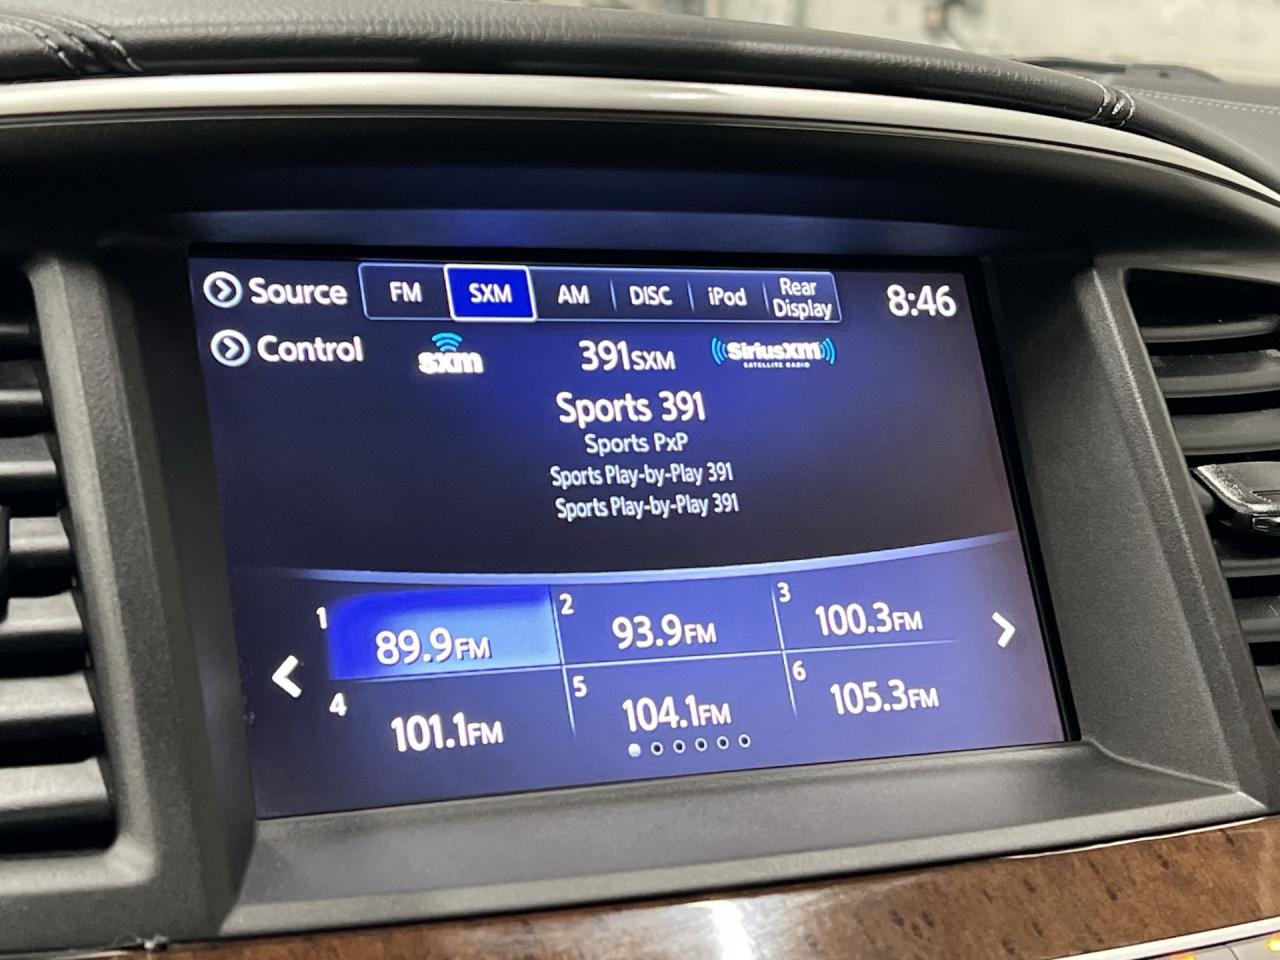 Source FM SXM AM DISC iPod Rear Display 8:46
Control sxm 391SXM SiriusXM
SATELLITE RADIO
Sports 391
Sports PxP
Sports Play-by-Play 391
Sports Play-by-Play 391
1 89.9FM 2 93.9FM 3 100.3FM
4 101.1FM 5 104.1FM 6 105.3FM